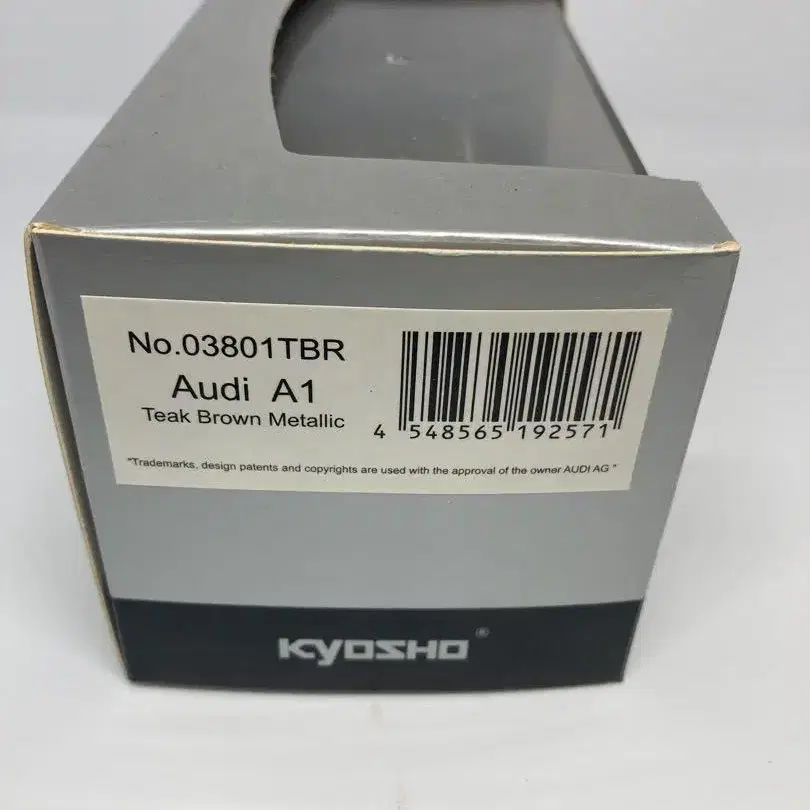 No.03801TBR
Audi A1
Teak Brown Metallic
4 548565 192571
"Trademarks, design patents and copyrights are used with the approval of the owner AUDI AG "
KYOSHO ®